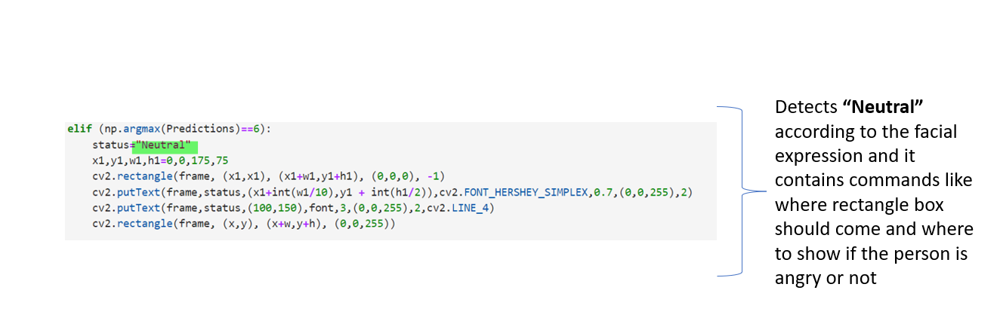 elif (np.argmax(Predictions)==6):
    status="Neutral"
    x1,y1,w1,h1=0,0,175,75
    cv2.rectangle(frame, (x1,x1), (x1+w1,y1+h1), (0,0,0), -1)
    cv2.putText(frame,status,(x1+int(w1/10),y1 + int(h1/2)),cv2.FONT_HERSHEY_SIMPLEX,0.7,(0,0,255),2)
    cv2.putText(frame,status,(100,150),font,3,(0,0,255),2,cv2.LINE_4)
    cv2.rectangle(frame, (x,y), (x+w,y+h), (0,0,255))
Detects “Neutral”
according to the facial
expression and it
contains commands like
where rectangle box
should come and where
to show if the person is
angry or not